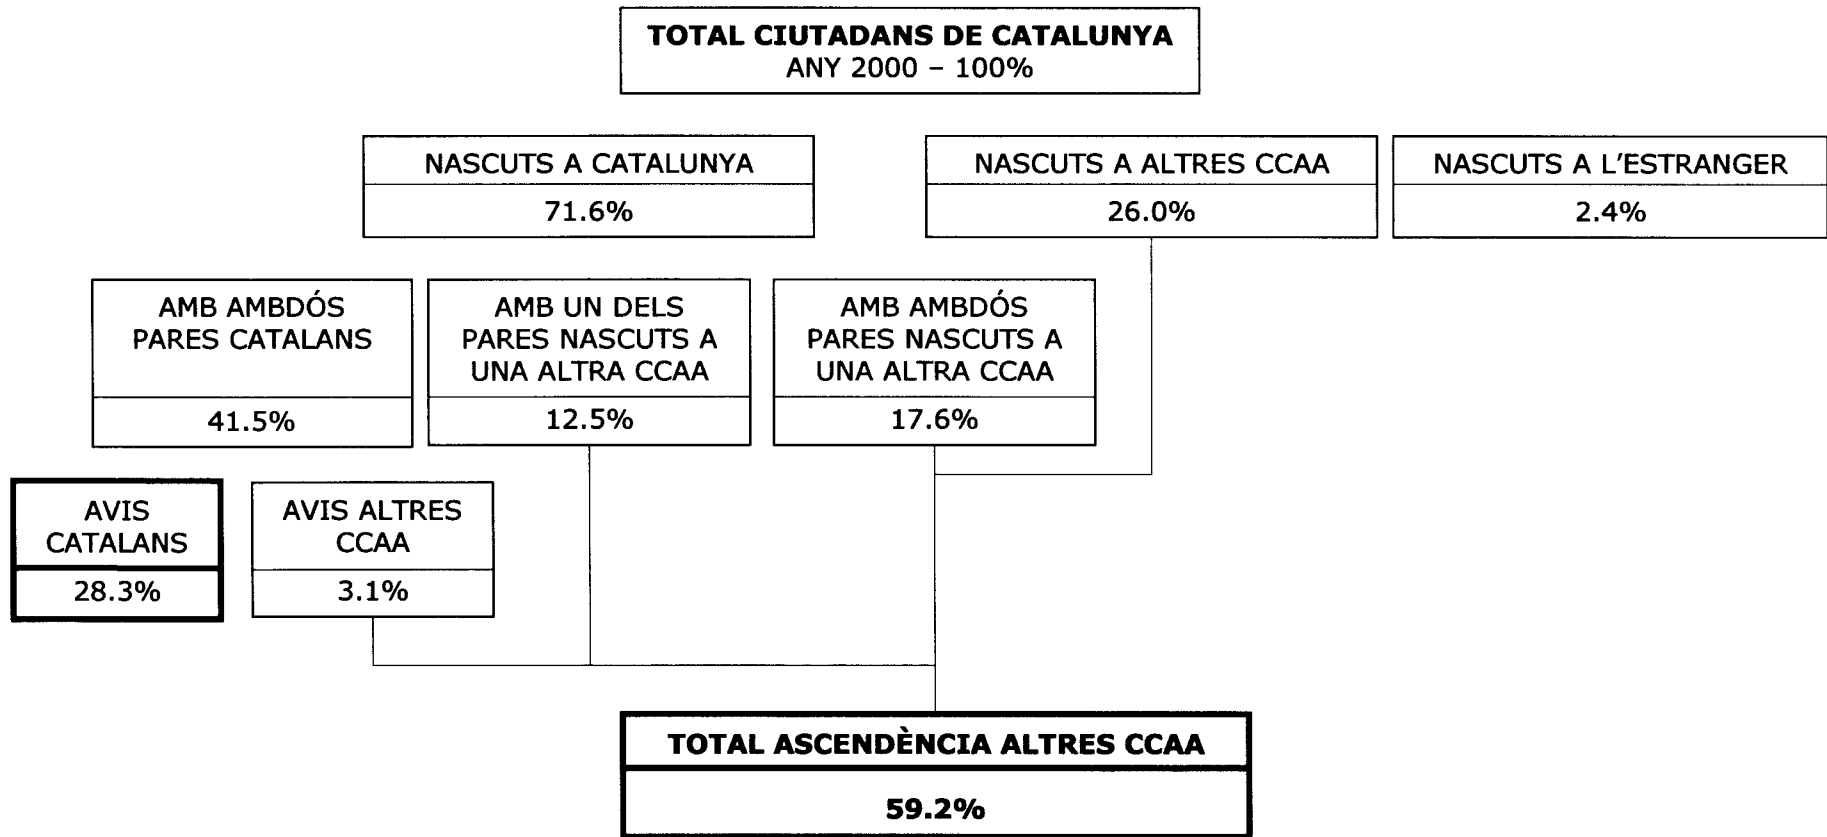 TOTAL CIUTADANS DE CATALUNYA
ANY 2000 – 100%
NASCUTS A CATALUNYA
71.6%
NASCUTS A ALTRES CCAA
26.0%
NASCUTS A L'ESTRANGER
2.4%
AMB AMBDÓS
PARES CATALANS
41.5%
AMB UN DELS
PARES NASCUTS A
UNA ALTRA CCAA
12.5%
AMB AMBDÓS
PARES NASCUTS A
UNA ALTRA CCAA
17.6%
AVIS
CATALANS
28.3%
AVIS ALTRES
CCAA
3.1%
TOTAL ASCENDÈNCIA ALTRES CCAA
59.2%